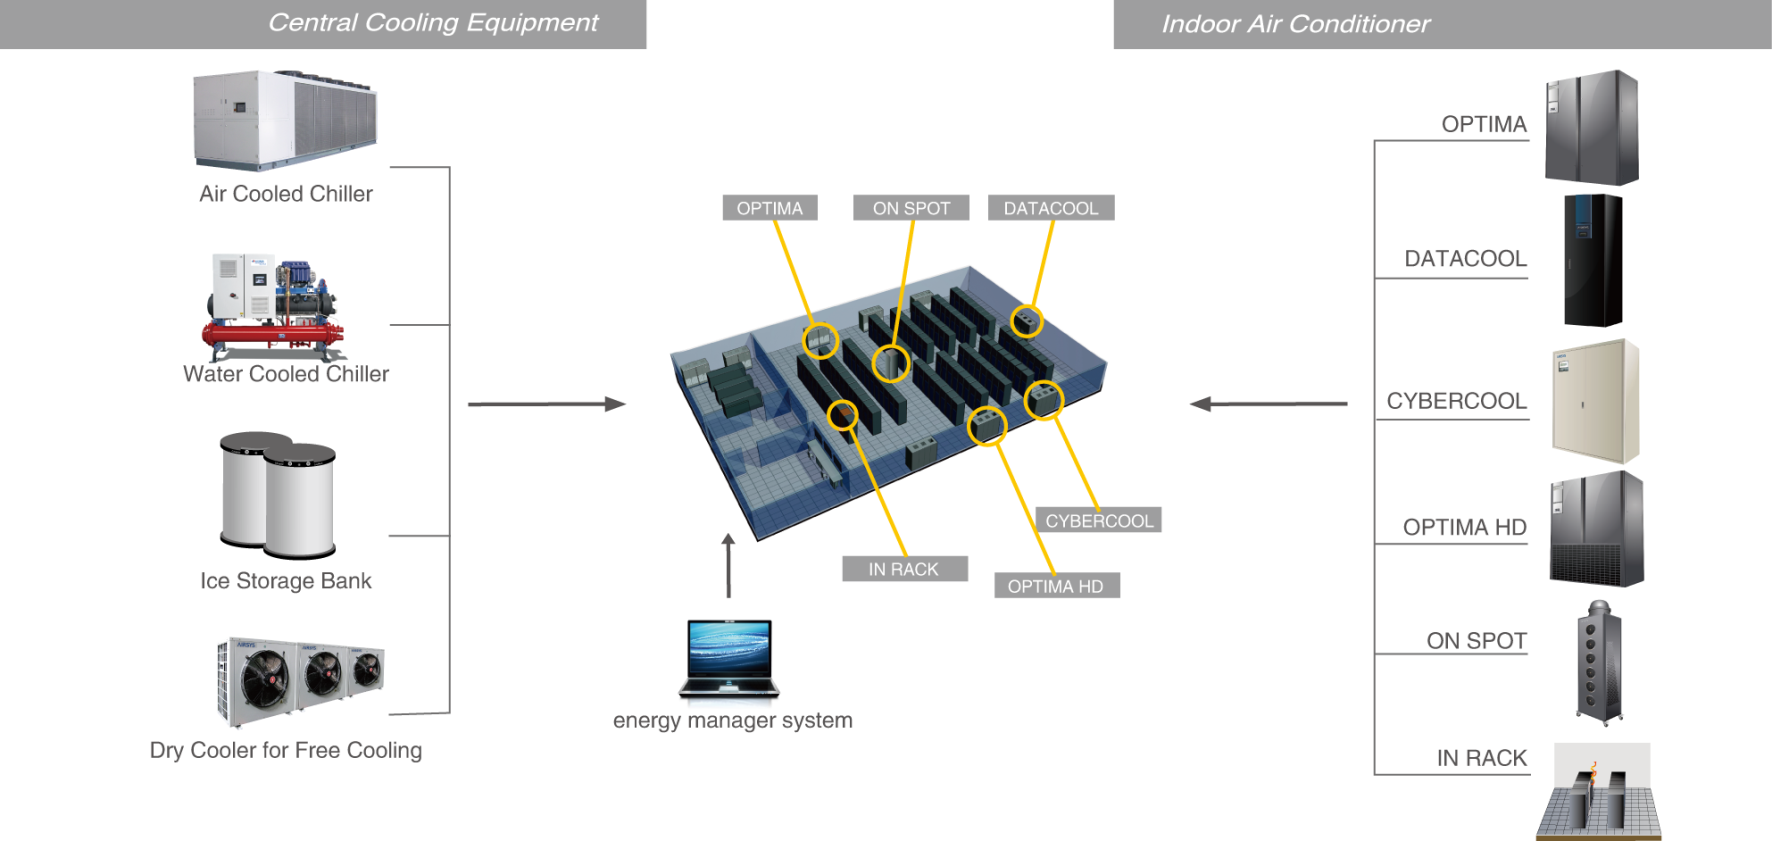 Central Cooling Equipment
Indoor Air Conditioner
Air Cooled Chiller
Water Cooled Chiller
Ice Storage Bank
AIRSYS
AIRSYS
Dry Cooler for Free Cooling
OPTIMA
ON SPOT
DATACOOL
CYBERCOOL
IN RACK
OPTIMA HD
energy manager system
OPTIMA
DATACOOL
CYBERCOOL
OPTIMA HD
ON SPOT
IN RACK